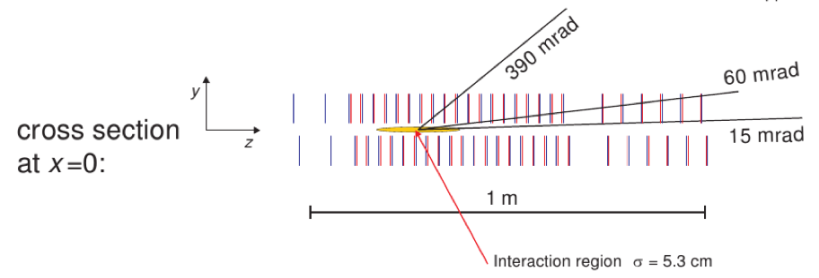 390 mrad
60 mrad
15 mrad
y
z
cross section
at x=0:
1 m
Interaction region σ = 5.3 cm